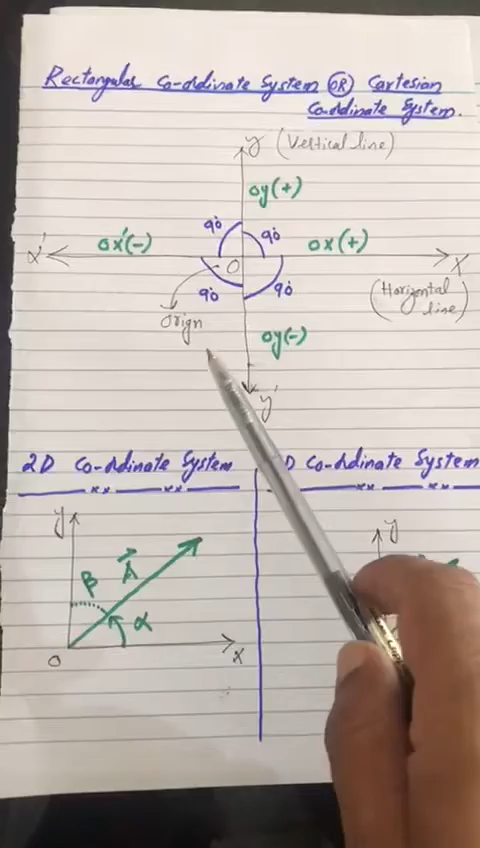 Rectangular Co-ordinate System OR Cartesian
Co-ordinate System.
y (Vertical line)
oy(+)
90° 90°
ox'(-) ox(+)
x' O x
90° 90°
(Horizontal
line)
Orign
oy(-)
y'
2D Co-ordinate System
D Co-ordinate System
y
β A
α
o x
y